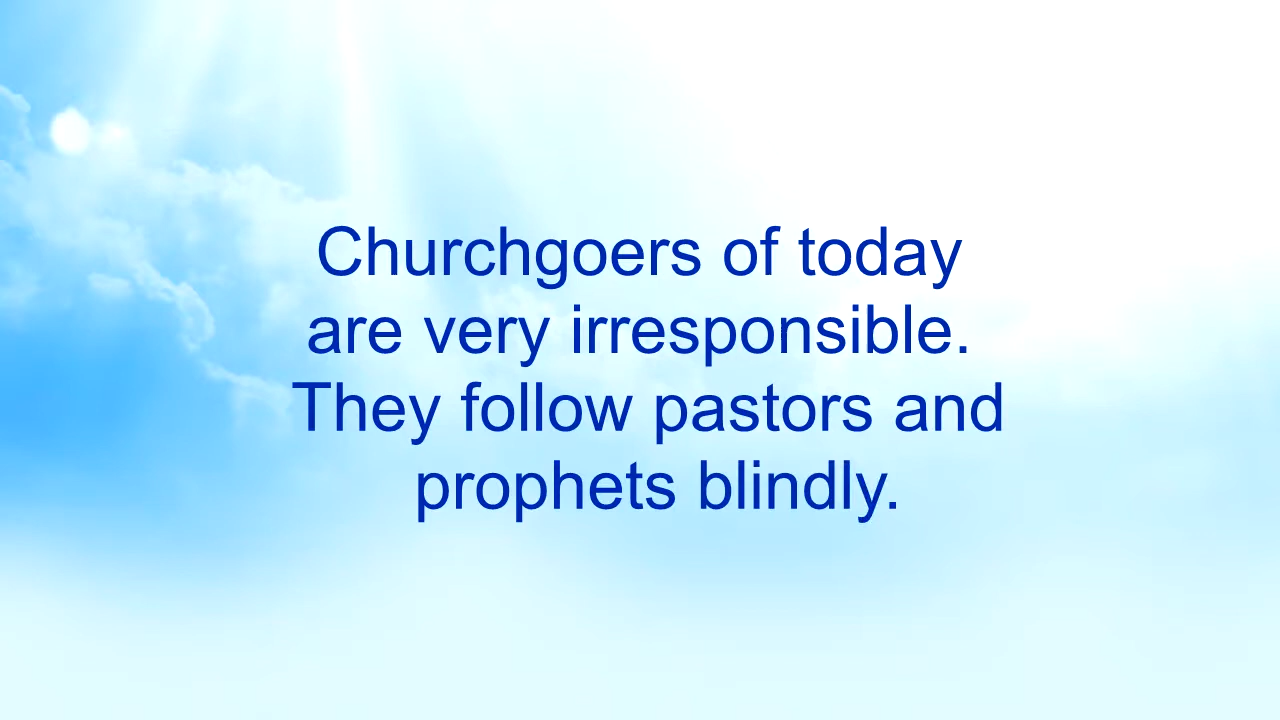 Churchgoers of today
are very irresponsible.
They follow pastors and
prophets blindly.